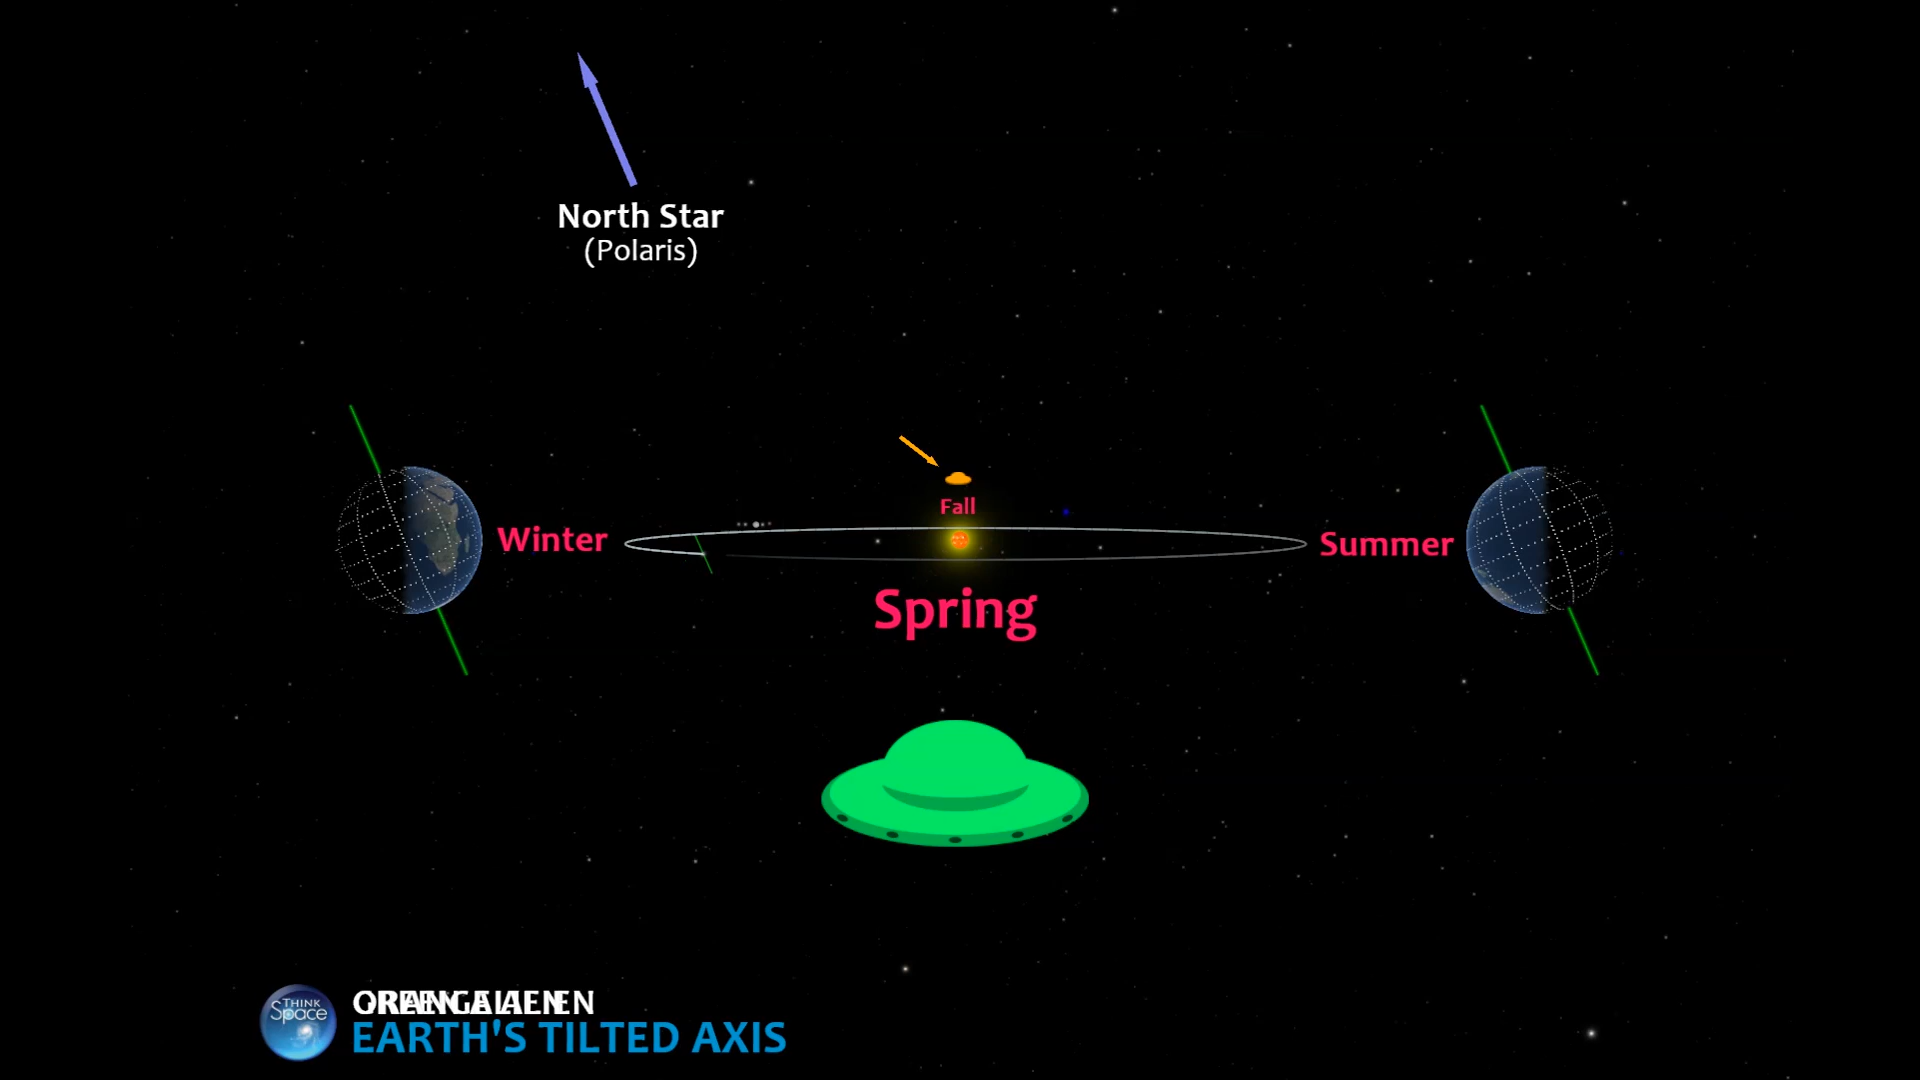 North Star
(Polaris)
Fall
Winter
Summer
Spring
THINK
Space
EARTH'S TILTED AXIS